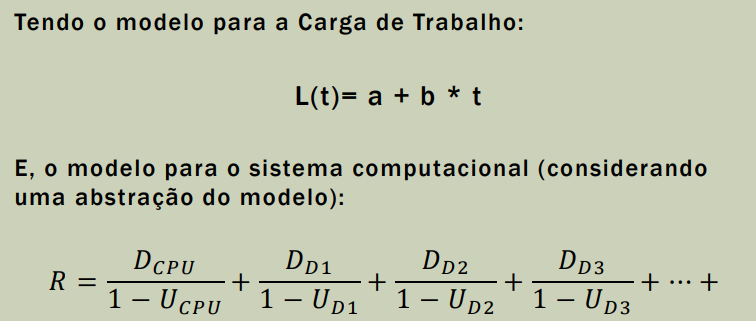 Tendo o modelo para a Carga de Trabalho:
L(t)= a + b * t
E, o modelo para o sistema computacional (considerando
uma abstração do modelo):
R = D_CPU/(1 − U_CPU) + D_D1/(1 − U_D1) + D_D2/(1 − U_D2) + D_D3/(1 − U_D3) + ⋯ +